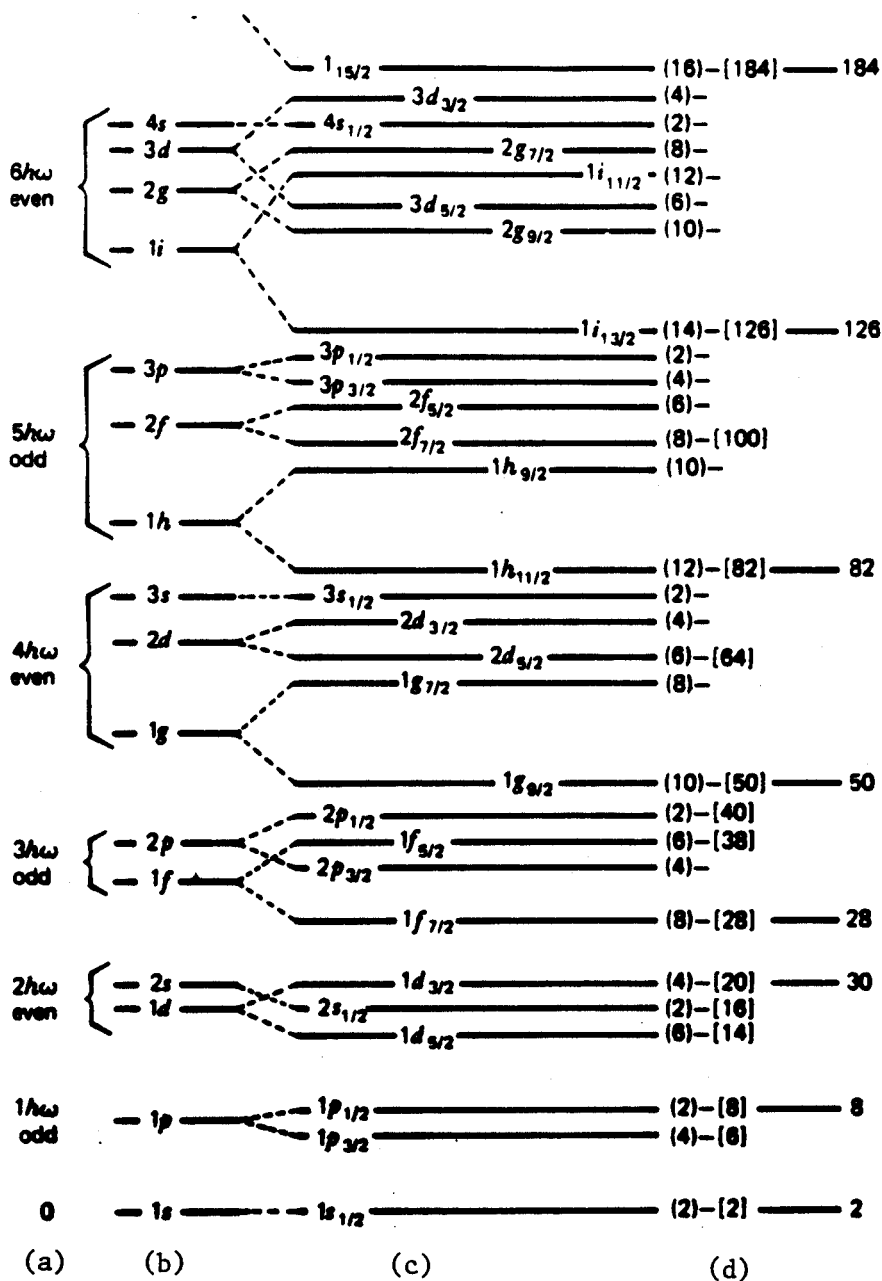 1 15/2 (16)–[184] 184
3d 3/2 (4)–
4s 4s 1/2 (2)–
3d 2g 7/2 (8)–
6ℏω 1i 11/2 (12)–
even 2g 3d 5/2 (6)–
2g 9/2 (10)–
1i
1i 13/2 (14)–[126] 126
3p 1/2 (2)–
3p 3p 3/2 (4)–
2f 5/2 (6)–
5ℏω 2f
odd 2f 7/2 (8)–[100]
1h 9/2 (10)–
1h
1h 11/2 (12)–[82] 82
3s 3s 1/2 (2)–
2d 3/2 (4)–
4ℏω 2d
even 2d 5/2 (6)–[64]
1g 7/2 (8)–
1g
1g 9/2 (10)–[50] 50
2p 1/2 (2)–[40]
3ℏω 2p 1f 5/2 (6)–[38]
odd 1f 2p 3/2 (4)–
1f 7/2 (8)–[28] 28
2ℏω 2s 1d 3/2 (4)–[20] 30
even 1d 2s 1/2 (2)–[16]
1d 5/2 (6)–[14]
1ℏω 1p 1p 1/2 (2)–[8] 8
odd 1p 3/2 (4)–[6]
0 1s 1s 1/2 (2)–[2] 2
(a) (b) (c) (d)